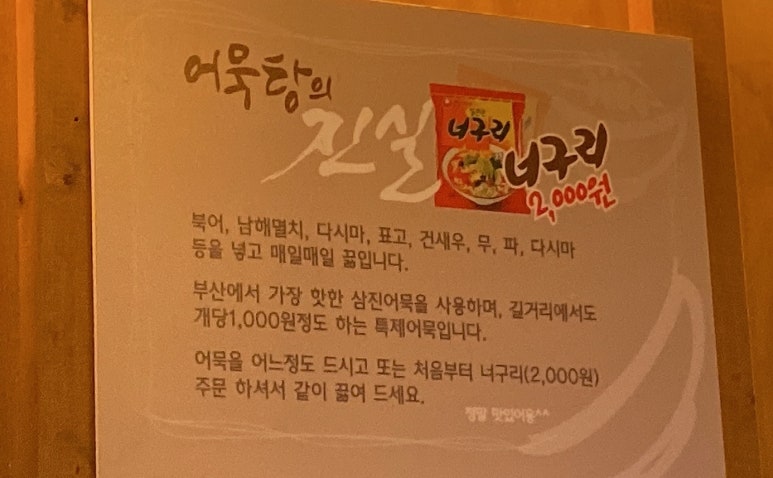 어묵탕의
진실
너구리
너구리
2,000원
북어, 남해멸치, 다시마, 표고, 건새우, 무, 파, 다시마
등을 넣고 매일매일 끓입니다.
부산에서 가장 핫한 삼진어묵을 사용하며, 길거리에서도
개당1,000원정도 하는 특제어묵입니다.
어묵을 어느정도 드시고 또는 처음부터 너구리(2,000원)
주문 하셔서 같이 끓여 드세요.
정말 맛있어용^^